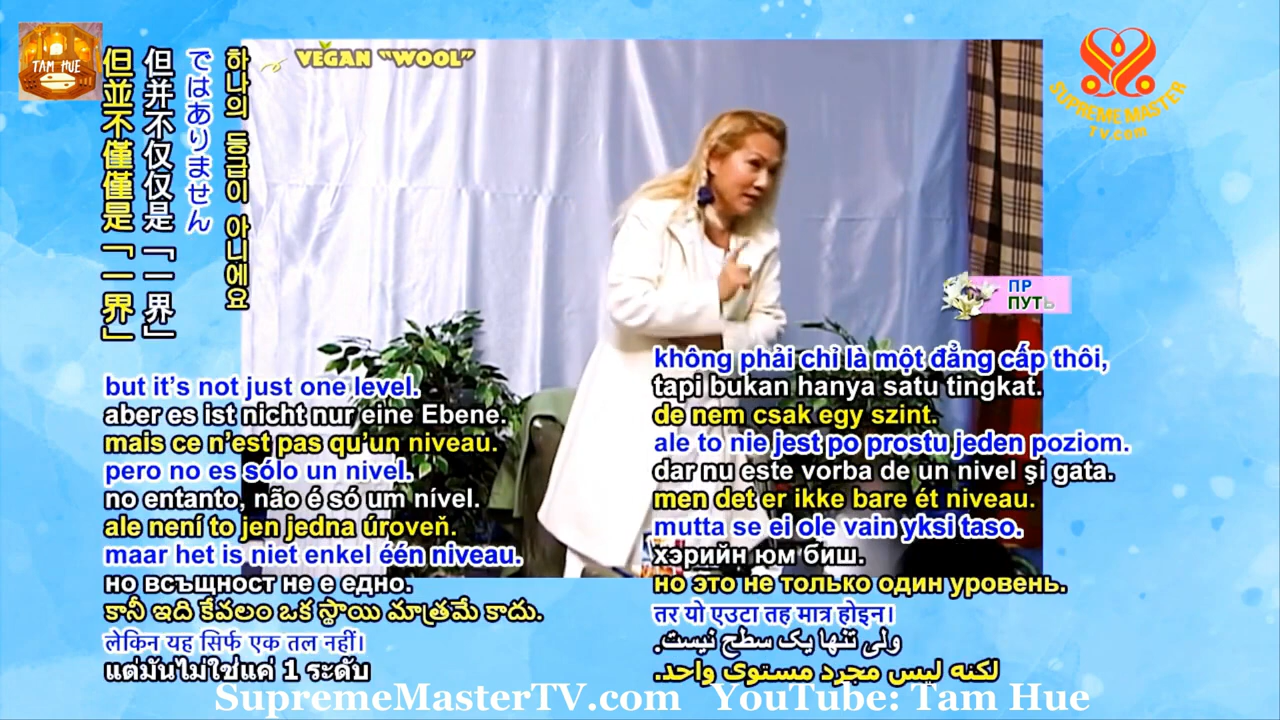 TAM HUE
VEGAN “WOOL”
SUPREME MASTER
TV.com
하나의 등급이 아니에요
ではありません
但并不仅仅是「一界」
但並不僅僅是「一界」
ПР
ПУТЬ
but it’s not just one level.
aber es ist nicht nur eine Ebene.
mais ce n’est pas qu’un niveau.
pero no es sólo un nivel.
no entanto, não é só um nível.
ale není to jen jedna úroveň.
maar het is niet enkel één niveau.
но всъщност не е едно.
కానీ ఇది కేవలం ఒక స్థాయి మాత్రమే కాదు.
लेकिन यह सिर्फ एक तल नहीं।
แต่มันไม่ใช่แค่ 1 ระดับ
không phải chỉ là một đẳng cấp thôi,
tapi bukan hanya satu tingkat.
de nem csak egy szint.
ale to nie jest po prostu jeden poziom.
dar nu este vorba de un nivel şi gata.
men det er ikke bare ét niveau.
mutta se ei ole vain yksi taso.
хэрийн юм биш.
но это не только один уровень.
तर यो एउटा तह मात्र होइन।
ولی تنها یک سطح نیست.
لكنه ليس مجرد مستوى واحد.
SupremeMasterTV.com YouTube: Tam Hue